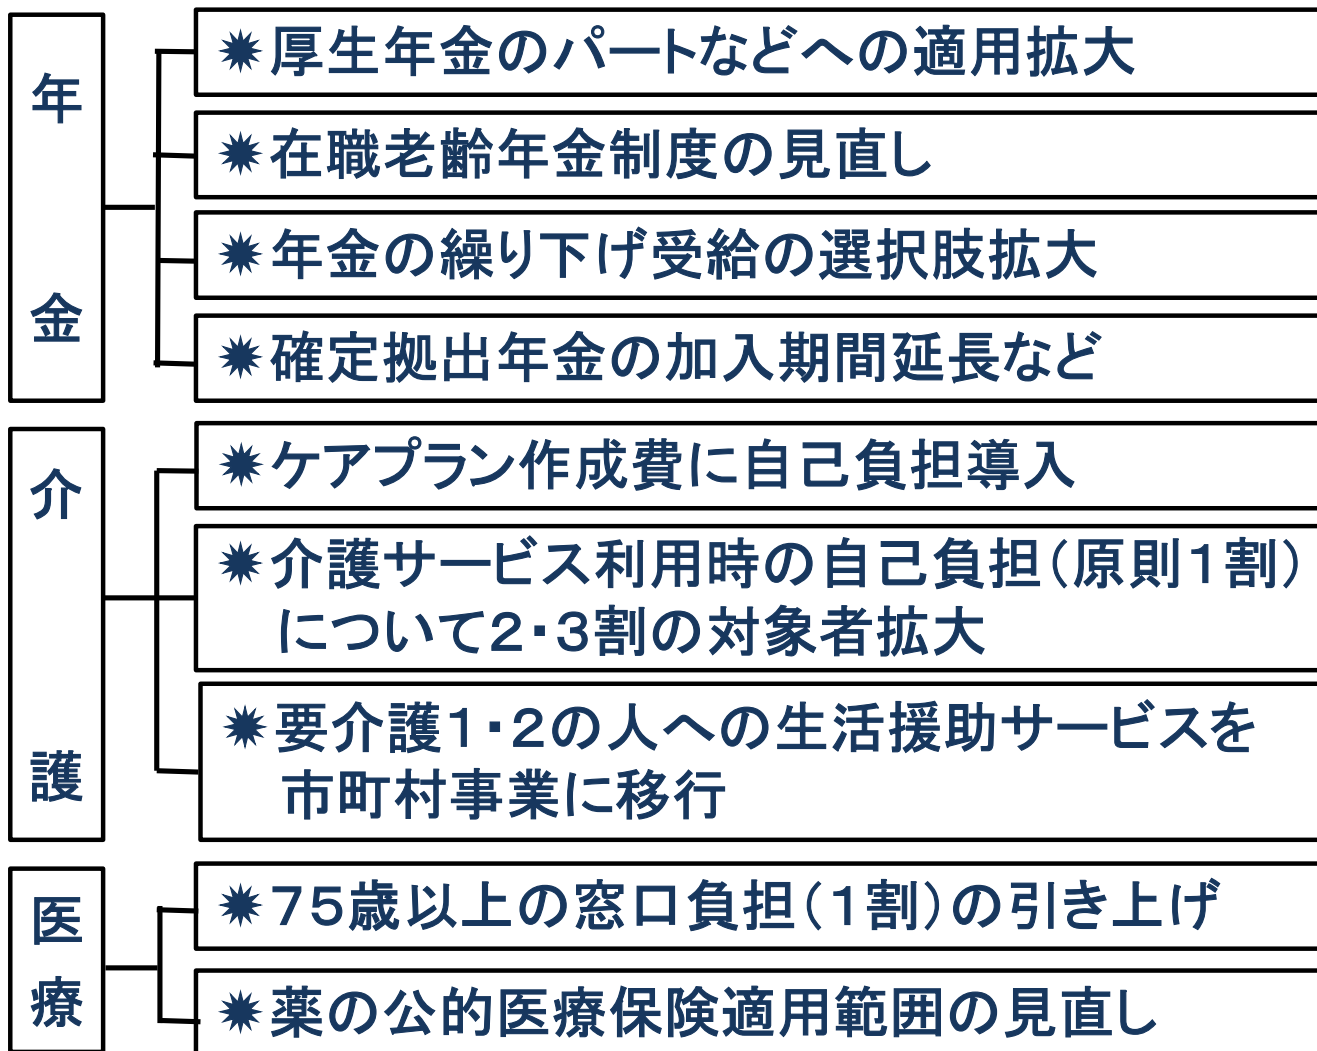 年金
✹厚生年金のパートなどへの適用拡大
✹在職老齢年金制度の見直し
✹年金の繰り下げ受給の選択肢拡大
✹確定拠出年金の加入期間延長など
介護
✹ケアプラン作成費に自己負担導入
✹介護サービス利用時の自己負担(原則1割)
について2・3割の対象者拡大
✹要介護1・2の人への生活援助サービスを
市町村事業に移行
医療
✹75歳以上の窓口負担(1割)の引き上げ
✹薬の公的医療保険適用範囲の見直し